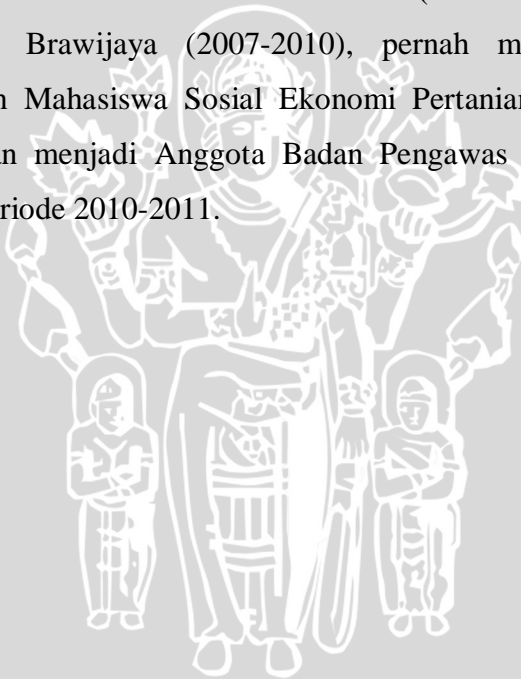 Brawijaya (2007-2010), pernah m
Mahasiswa Sosial Ekonomi Pertanian
menjadi Anggota Badan Pengawas
riode 2010-2011.